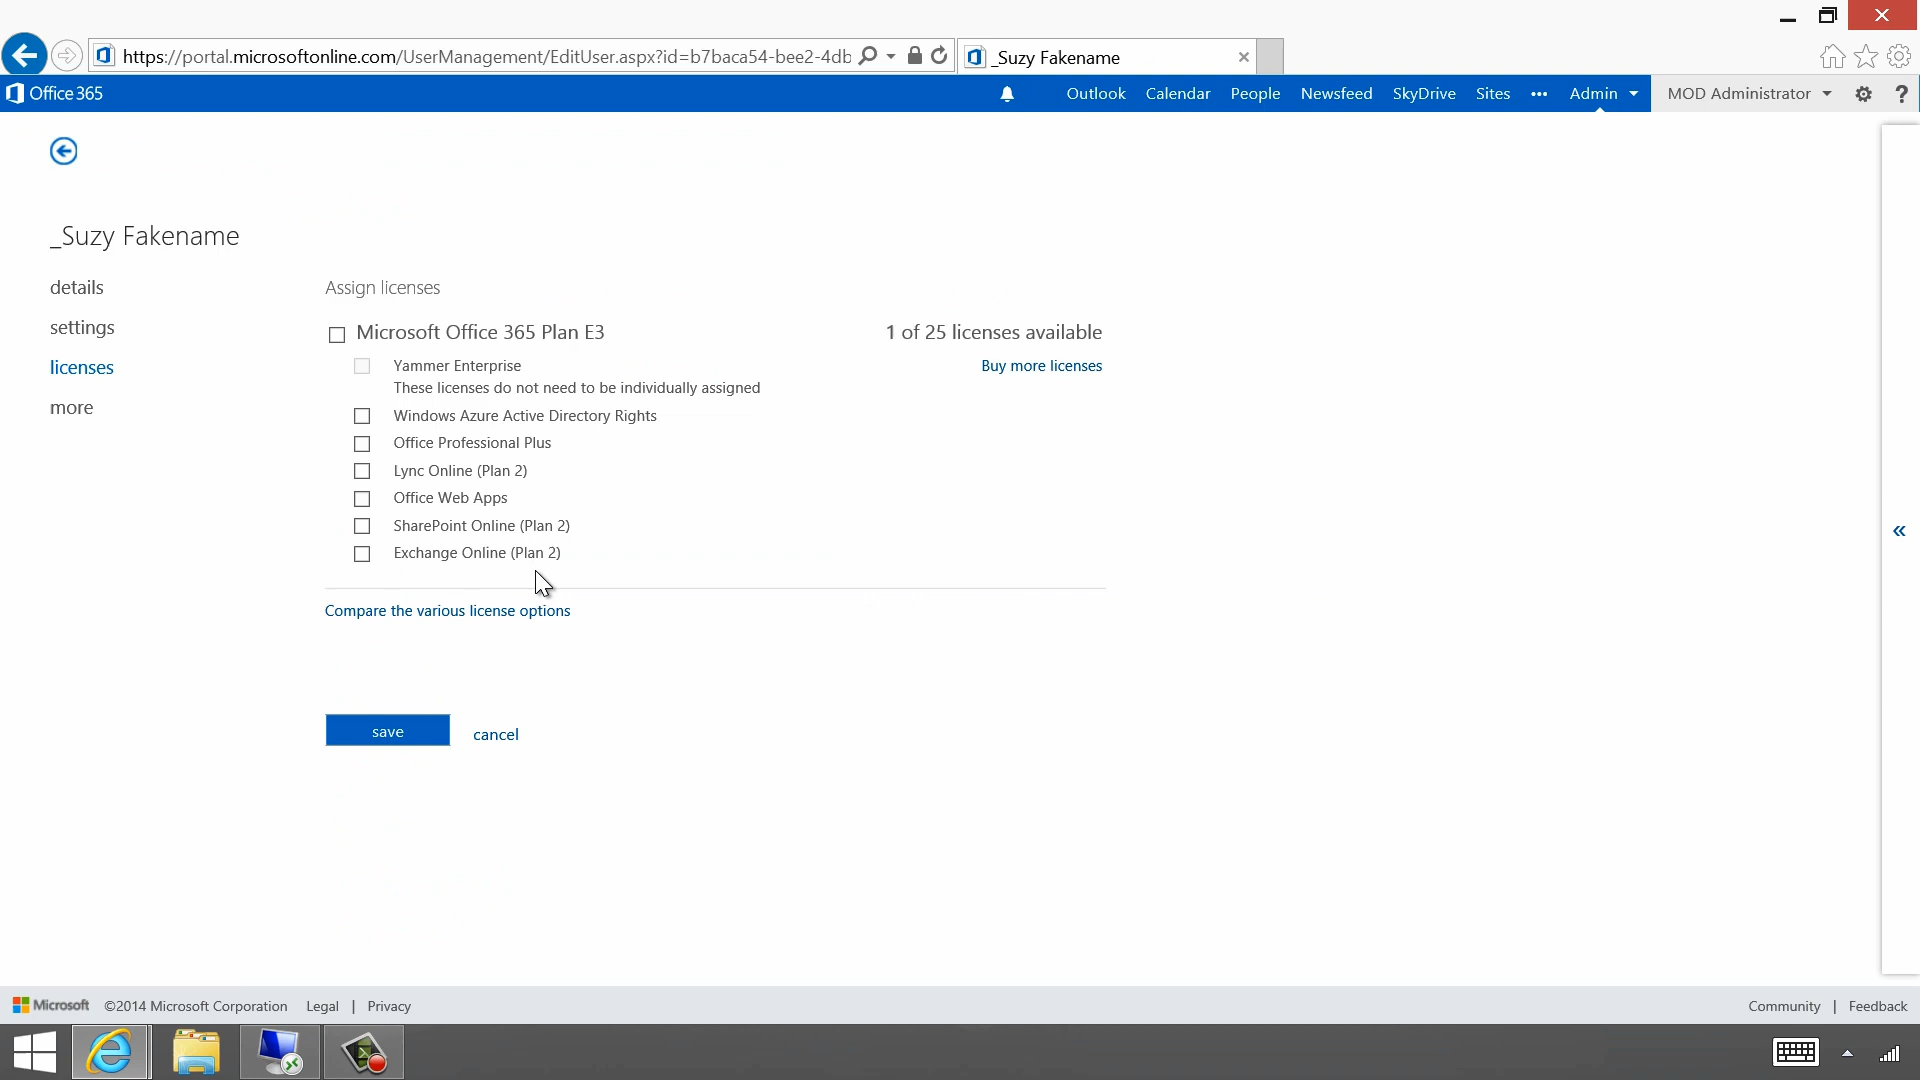 https://portal.microsoftonline.com/UserManagement/EditUser.aspx?id=b7baca54-bee2-4db
_Suzy Fakename
Office 365
Outlook
Calendar
People
Newsfeed
SkyDrive
Sites
Admin
MOD Administrator
?
_Suzy Fakename
details
settings
licenses
more
Assign licenses
Microsoft Office 365 Plan E3
1 of 25 licenses available
Yammer Enterprise
Buy more licenses
These licenses do not need to be individually assigned
Windows Azure Active Directory Rights
Office Professional Plus
Lync Online (Plan 2)
Office Web Apps
SharePoint Online (Plan 2)
Exchange Online (Plan 2)
Compare the various license options
save
cancel
Microsoft
©2014 Microsoft Corporation
Legal | Privacy
Community | Feedback